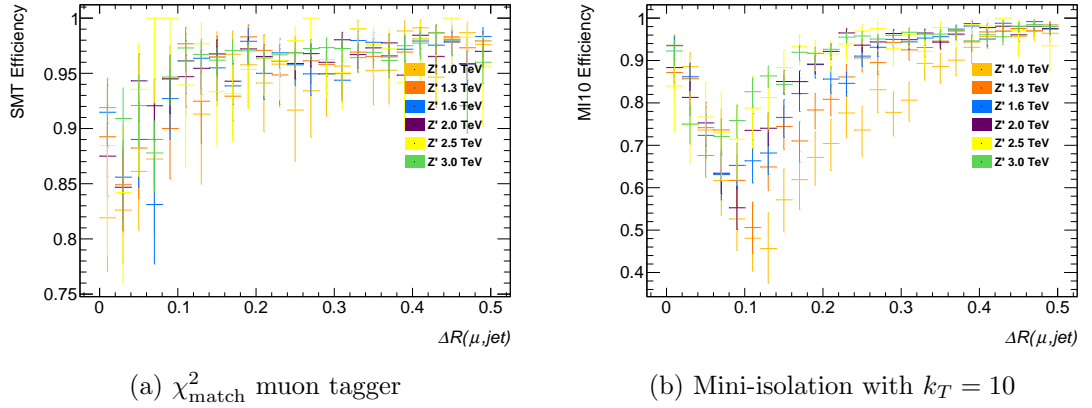 SMT Efficiency
1
0.95
0.9
0.85
0.8
0.75
Z' 1.0 TeV
Z' 1.3 TeV
Z' 1.6 TeV
Z' 2.0 TeV
Z' 2.5 TeV
Z' 3.0 TeV
0 0.1 0.2 0.3 0.4 0.5
ΔR(μ,jet)
(a) χ²match muon tagger
MI10 Efficiency
1
0.9
0.8
0.7
0.6
0.5
0.4
Z' 1.0 TeV
Z' 1.3 TeV
Z' 1.6 TeV
Z' 2.0 TeV
Z' 2.5 TeV
Z' 3.0 TeV
0 0.1 0.2 0.3 0.4 0.5
ΔR(μ,jet)
(b) Mini-isolation with kT = 10